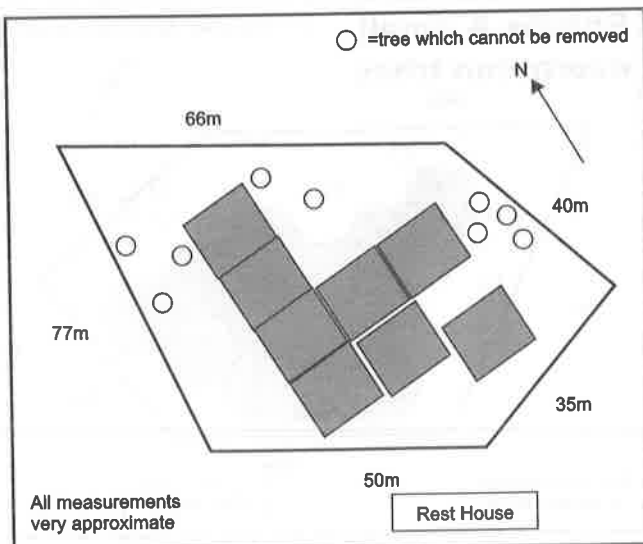 =tree which cannot be removed
N
66m
40m
77m
35m
50m
All measurements
very approximate
Rest House